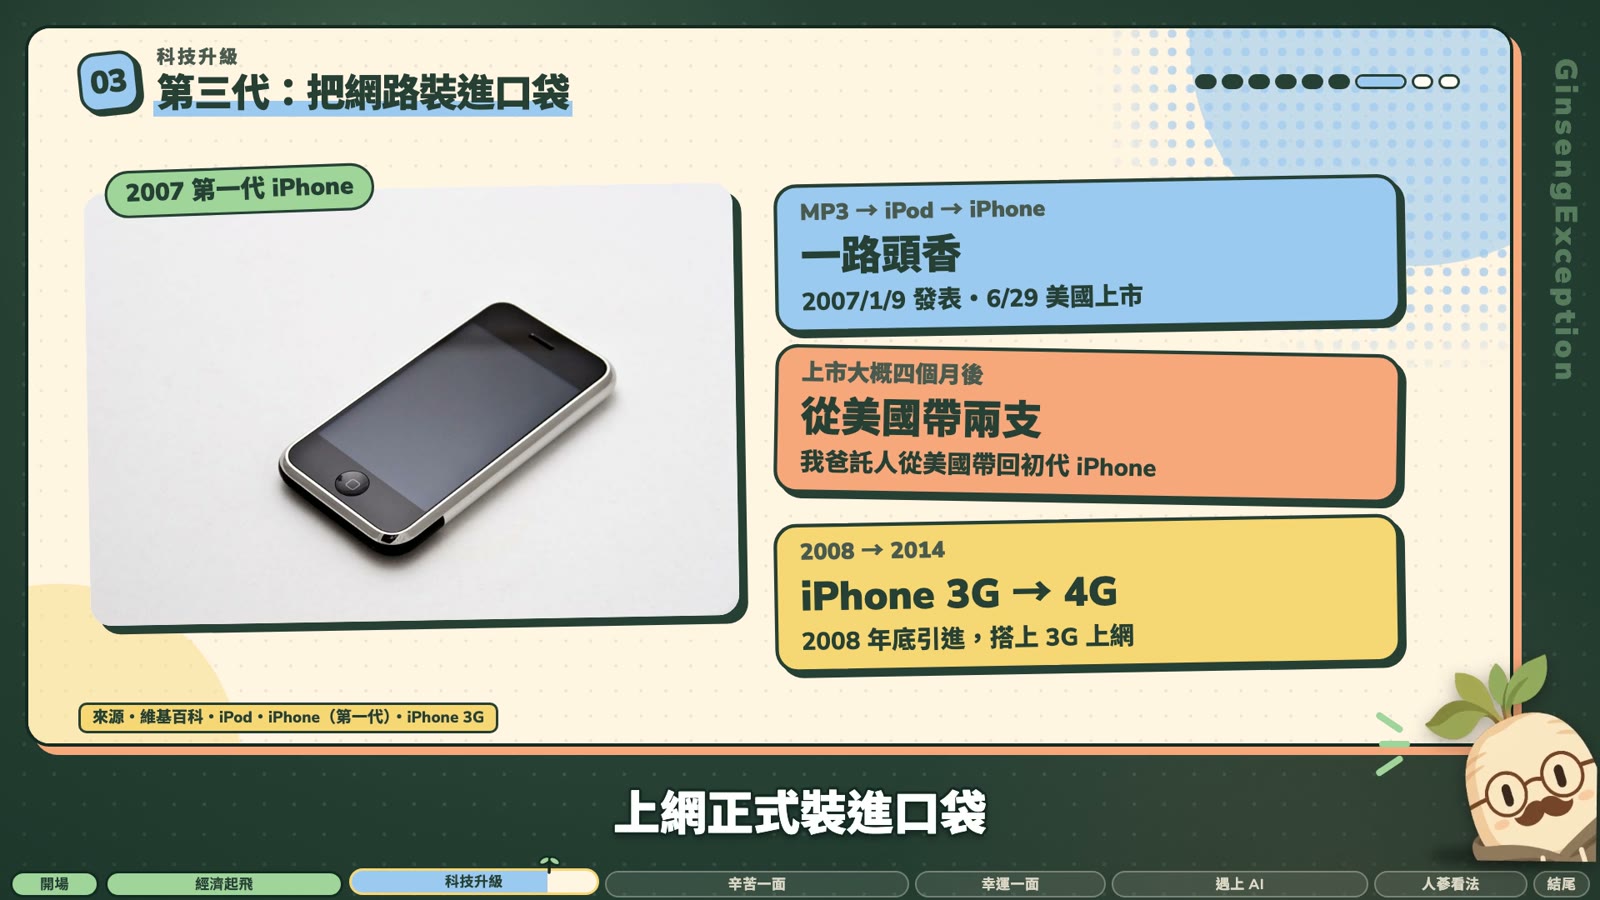 03
科技升級
第三代：把網路裝進口袋
GinsengException
2007 第一代 iPhone
MP3 → iPod → iPhone
一路頭香
2007/1/9 發表・6/29 美國上市
上市大概四個月後
從美國帶兩支
我爸託人從美國帶回初代 iPhone
2008 → 2014
iPhone 3G → 4G
2008 年底引進，搭上 3G 上網
來源・維基百科・iPod・iPhone（第一代）・iPhone 3G
上網正式裝進口袋
開場
經濟起飛
科技升級
辛苦一面
幸運一面
遇上 AI
人蔘看法
結尾